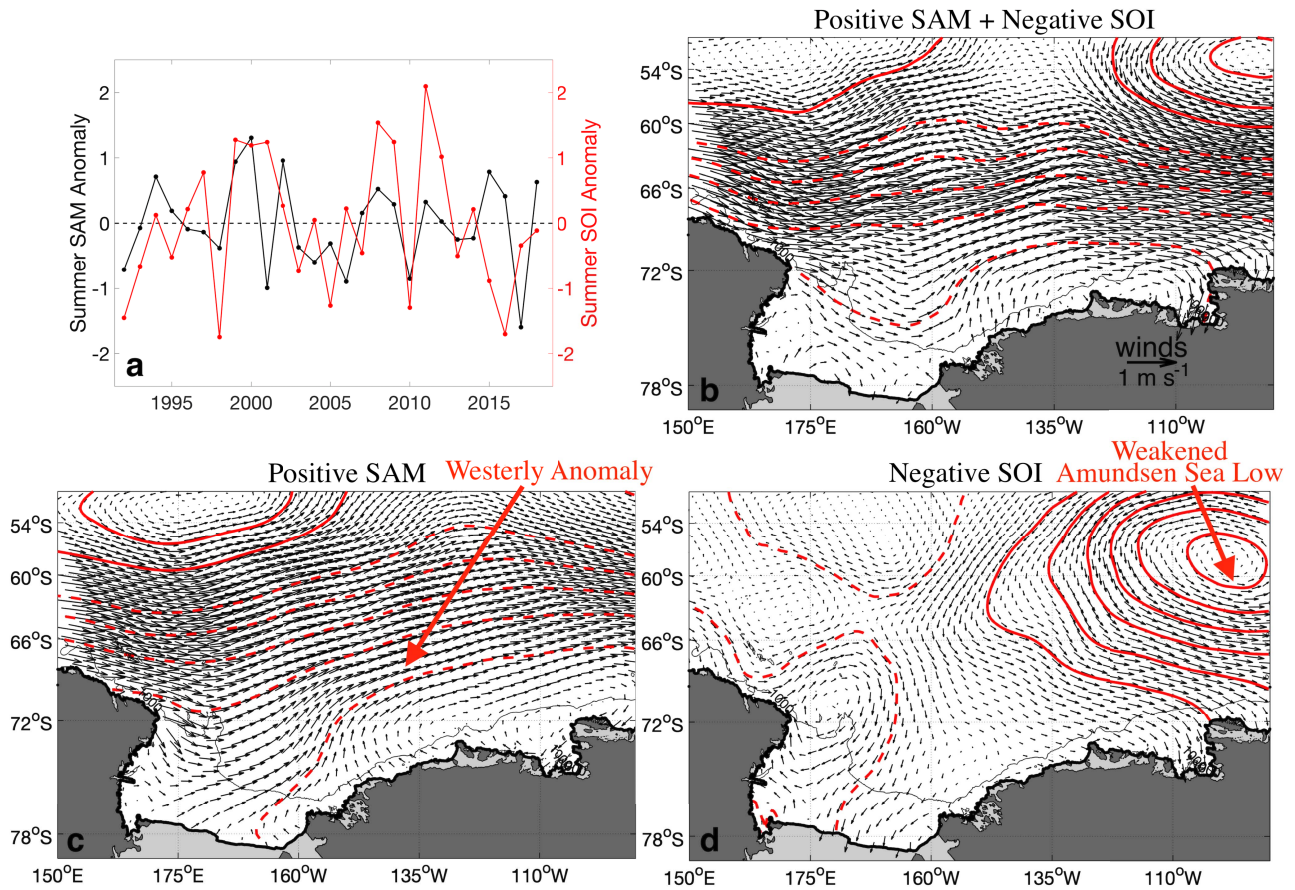 Positive SAM + Negative SOI
Summer SAM Anomaly
2
1
0
-1
-2
2
1
0
-1
-2
Summer SOI Anomaly
1995
2000
2005
2010
2015
a
54°S
60°S
66°S
72°S
78°S
1000
winds
1 m s⁻¹
b
150°E
175°E
160°W
135°W
110°W
Positive SAM
Westerly Anomaly
54°S
60°S
66°S
72°S
78°S
c
150°E
175°E
160°W
135°W
110°W
Negative SOI
Weakened
Amundsen Sea Low
54°S
60°S
66°S
72°S
78°S
d
150°E
175°E
160°W
135°W
110°W